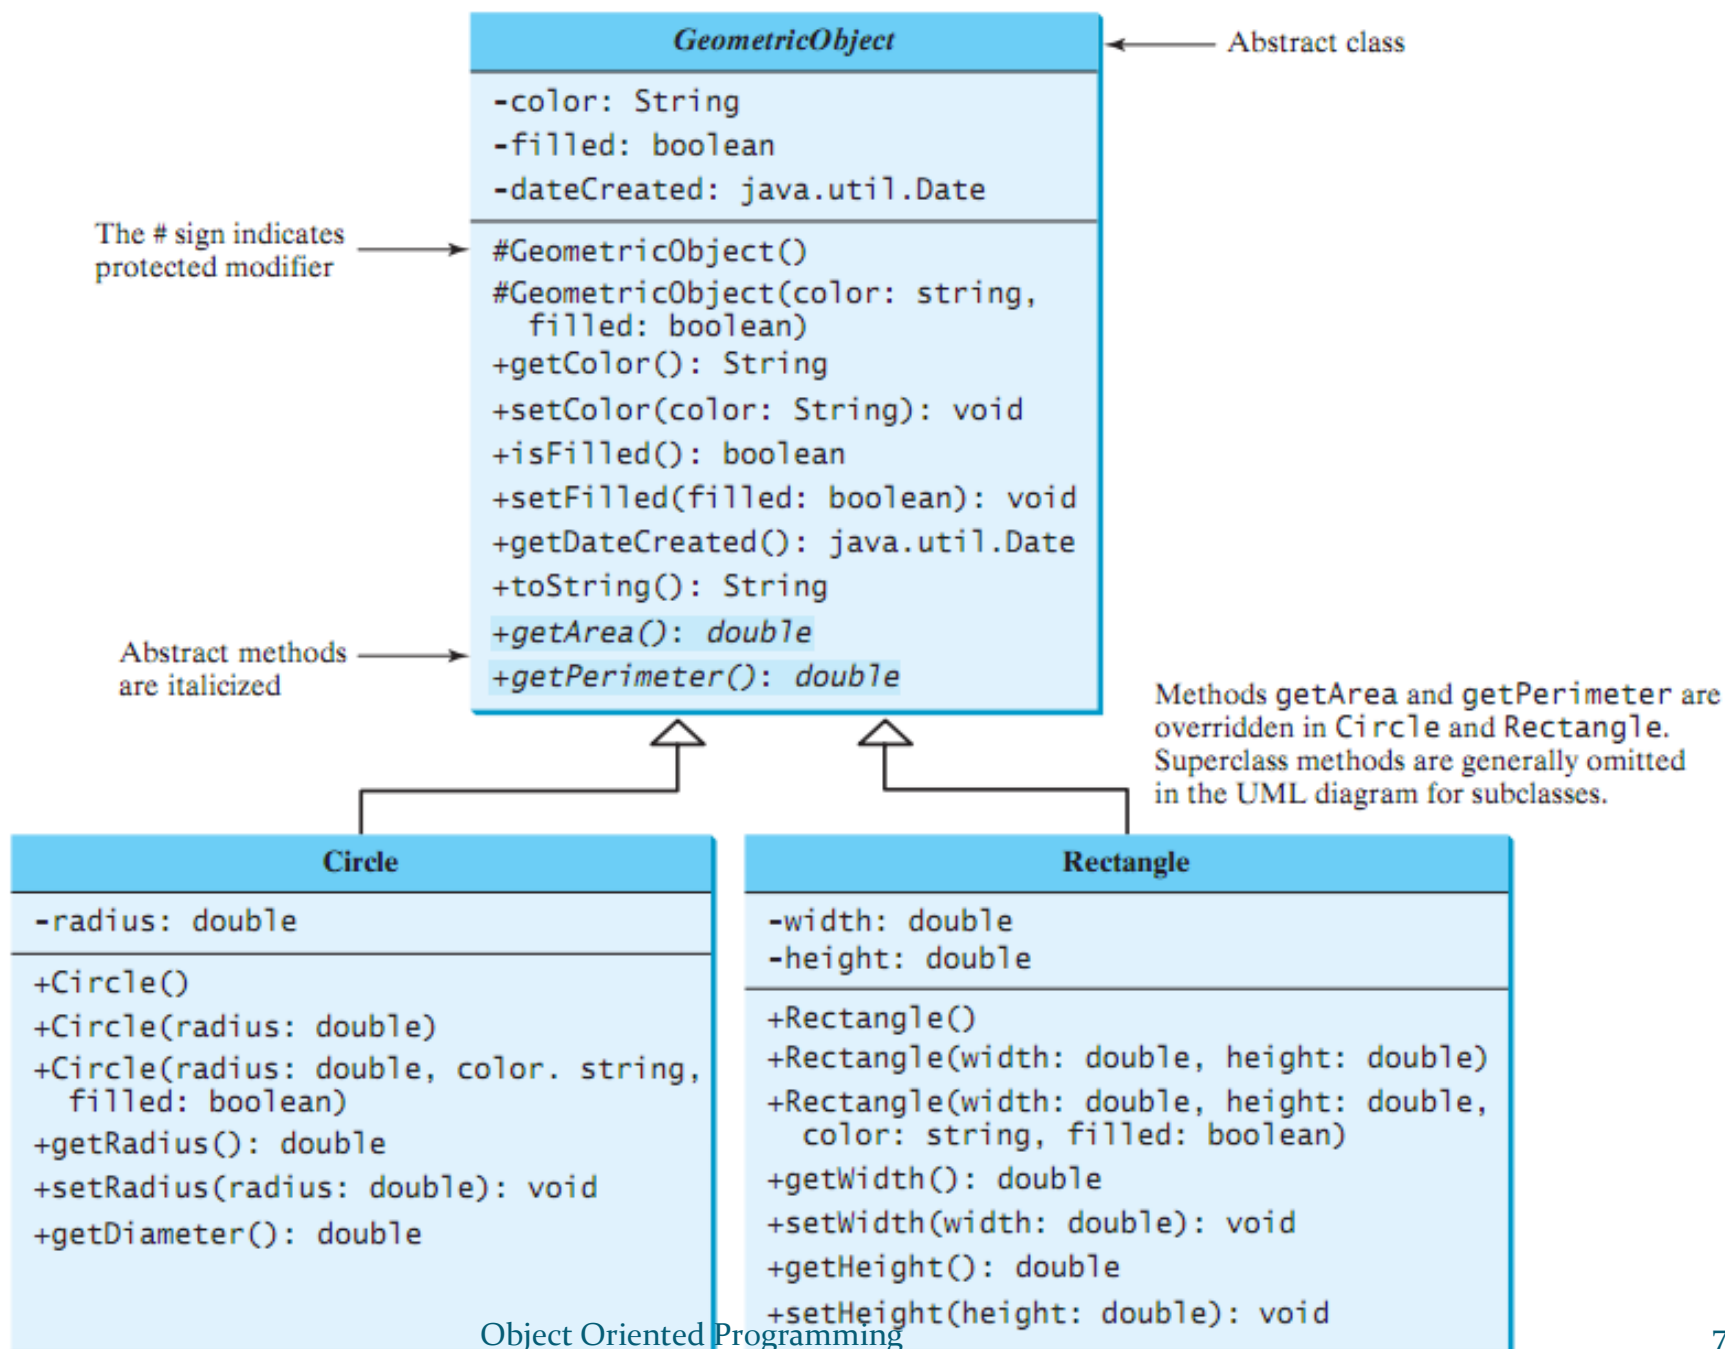 GeometricObject
Abstract class
-color: String
-filled: boolean
-dateCreated: java.util.Date
The # sign indicates
protected modifier
#GeometricObject()
#GeometricObject(color: string,
filled: boolean)
+getColor(): String
+setColor(color: String): void
+isFilled(): boolean
+setFilled(filled: boolean): void
+getDateCreated(): java.util.Date
+toString(): String
+getArea(): double
+getPerimeter(): double
Abstract methods
are italicized
Methods getArea and getPerimeter are
overridden in Circle and Rectangle.
Superclass methods are generally omitted
in the UML diagram for subclasses.
Circle
-radius: double
+Circle()
+Circle(radius: double)
+Circle(radius: double, color. string,
filled: boolean)
+getRadius(): double
+setRadius(radius: double): void
+getDiameter(): double
Rectangle
-width: double
-height: double
+Rectangle()
+Rectangle(width: double, height: double)
+Rectangle(width: double, height: double,
color: string, filled: boolean)
+getWidth(): double
+setWidth(width: double): void
+getHeight(): double
+setHeight(height: double): void
Object Oriented Programming
7